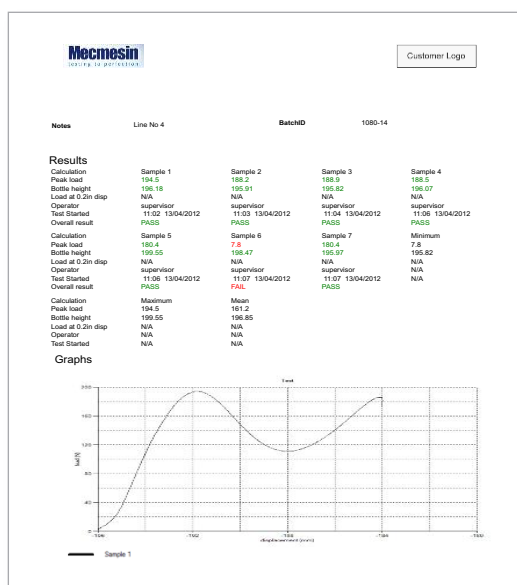 Mecmesin
testing to perfection
Customer Logo
Notes Line No 4 BatchID 1080-14
Results
Calculation Sample 1 Sample 2 Sample 3 Sample 4
Peak load 194.5 188.2 188.9 188.5
Bottle height 196.18 195.91 195.82 196.07
Load at 0.2in disp N/A N/A N/A N/A
Operator supervisor supervisor supervisor supervisor
Test Started 11:02 13/04/2012 11:03 13/04/2012 11:04 13/04/2012 11:06 13/04/2012
Overall result PASS PASS PASS PASS
Calculation Sample 5 Sample 6 Sample 7 Minimum
Peak load 180.4 7.8 180.4 7.8
Bottle height 199.55 198.47 195.97 195.82
Load at 0.2in disp N/A N/A N/A N/A
Operator supervisor supervisor supervisor N/A
Test Started 11:06 13/04/2012 11:07 13/04/2012 11:07 13/04/2012 N/A
Overall result PASS FAIL PASS
Calculation Maximum Mean
Peak load 194.5 161.2
Bottle height 199.55 196.85
Load at 0.2in disp N/A N/A
Operator N/A N/A
Test Started N/A N/A
Graphs
200
160
120
80
40
0
displacement (mm)
Sample 1